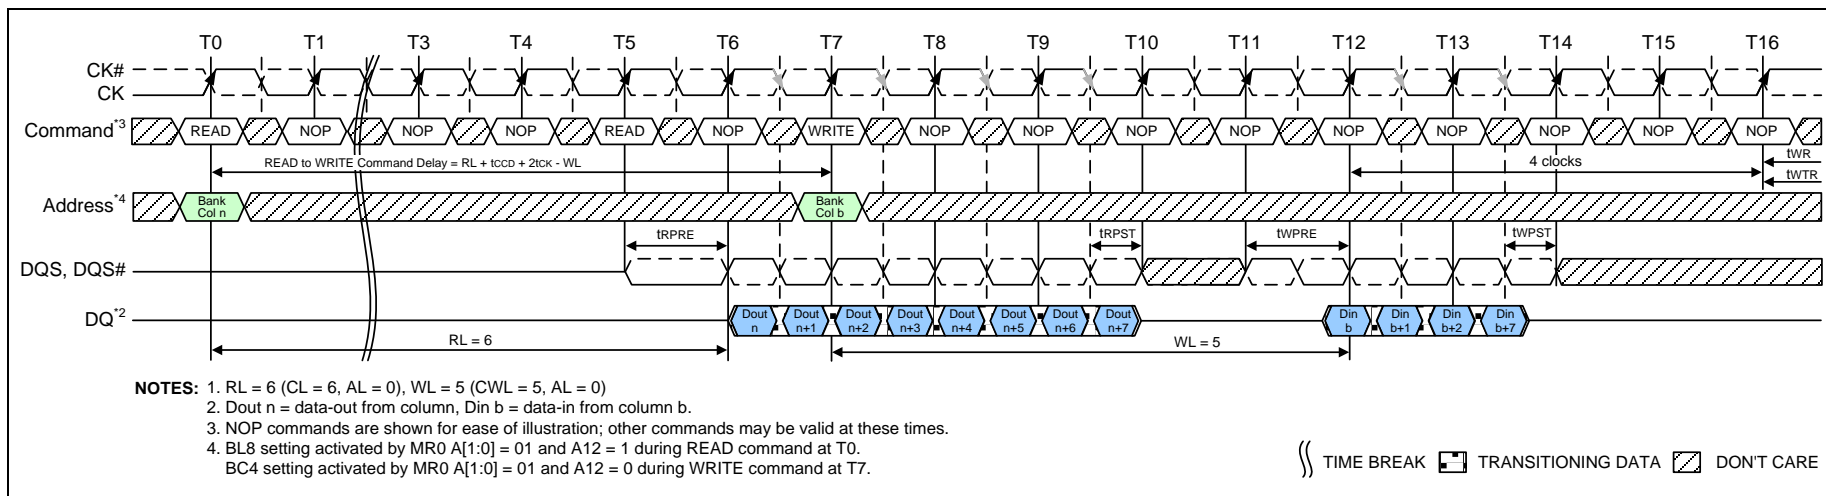 T0 T1 T3 T4 T5 T6 T7 T8 T9 T10 T11 T12 T13 T14 T15 T16
CK#
CK
Command*3 READ NOP NOP NOP READ NOP WRITE NOP NOP NOP NOP NOP NOP NOP NOP NOP
READ to WRITE Command Delay = RL + tCCD + 2tCK - WL 4 clocks tWR
tWTR
Address*4 Bank Col n Bank Col b
tRPRE tRPST tWPRE tWPST
DQS, DQS#
DQ*2 Dout n Dout n+1 Dout n+2 Dout n+3 Dout n+4 Dout n+5 Dout n+6 Dout n+7 Din b Din b+1 Din b+2 Din b+7
RL = 6 WL = 5
NOTES: 1. RL = 6 (CL = 6, AL = 0), WL = 5 (CWL = 5, AL = 0)
2. Dout n = data-out from column, Din b = data-in from column b.
3. NOP commands are shown for ease of illustration; other commands may be valid at these times.
4. BL8 setting activated by MR0 A[1:0] = 01 and A12 = 1 during READ command at T0.
BC4 setting activated by MR0 A[1:0] = 01 and A12 = 0 during WRITE command at T7.
TIME BREAK TRANSITIONING DATA DON'T CARE